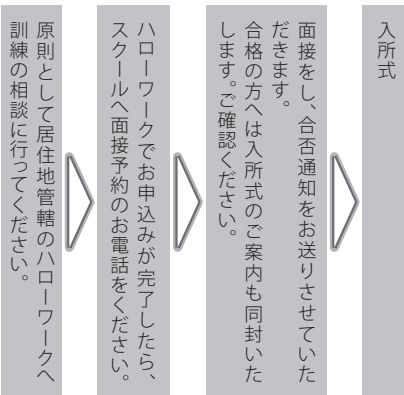 原則として居住地管轄のハローワークへ
訓練の相談に行ってください。
ハローワークでお申込みが完了したら、
スクールへ面接予約のお電話をください。
面接をし、合否通知をお送りさせていた
だきます。
合格の方へは入所式のご案内も同封いた
します。ご確認ください。
入所式